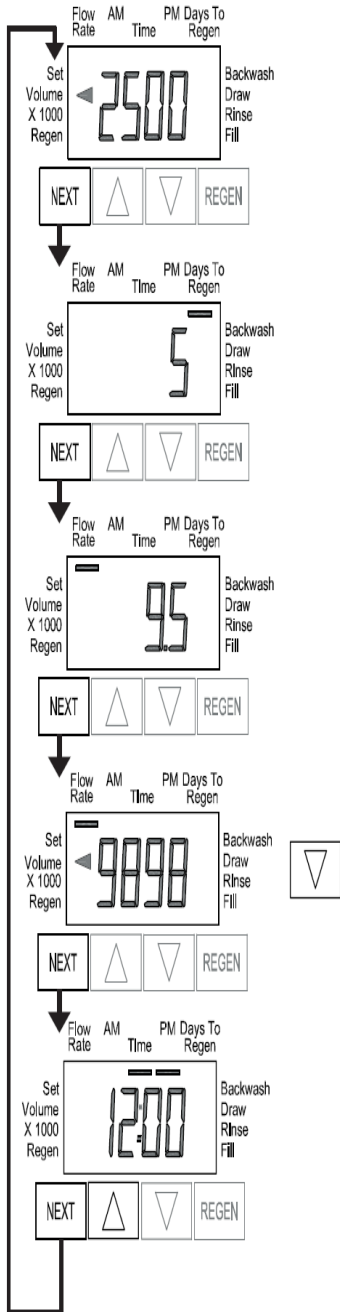 Flow AM PM Days To
Rate Time Regen
Set Backwash
Volume 2500 Draw
X 1000 Rinse
Regen Fill
NEXT REGEN
Flow AM PM Days To
Rate TIme Regen
Set Backwash
Volume 5 Draw
X 1000 RInse
Regen Fill
NEXT REGEN
Flow AM PM Days To
Rate Time Regen
Set Backwash
Volume 9.5 Draw
X 1000 Rinse
Regen Fill
NEXT REGEN
Flow AM PM Days To
Rate TIme Regen
Set Backwash
Volume 9898 Draw
X 1000 RInse
Regen FIll
NEXT REGEN
Flow AM PM Days To
Rate TIme Regen
Set Backwash
Volume 12:00 Draw
X 1000 RInse
Regen Fill
NEXT REGEN